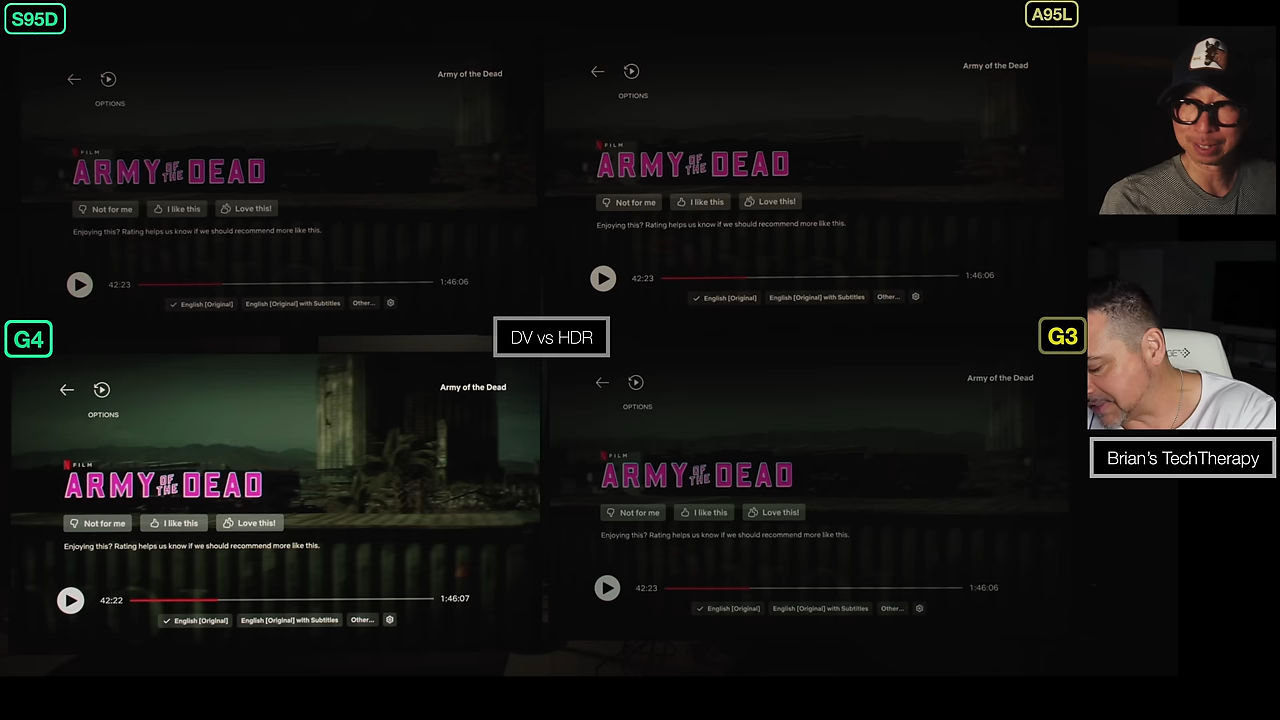 S95D
Army of the Dead
OPTIONS
N FILM
ARMY OF THE DEAD
Not for me
I like this
Love this!
Enjoying this? Rating helps us know if we should recommend more like this.
42:23
1:46:06
English [Original]
English [Original] with Subtitles
Other...
A95L
Army of the Dead
OPTIONS
N FILM
ARMY OF THE DEAD
Not for me
I like this
Love this!
Enjoying this? Rating helps us know if we should recommend more like this.
42:23
1:46:06
English [Original]
English [Original] with Subtitles
Other...
DV vs HDR
G4
Army of the Dead
OPTIONS
N FILM
ARMY OF THE DEAD
Not for me
I like this
Love this!
Enjoying this? Rating helps us know if we should recommend more like this.
42:22
1:46:07
English [Original]
English [Original] with Subtitles
Other...
G3
Army of the Dead
OPTIONS
N FILM
ARMY OF THE DEAD
Not for me
I like this
Love this!
Enjoying this? Rating helps us know if we should recommend more like this.
42:23
1:46:06
English [Original]
English [Original] with Subtitles
Other...
Brian's TechTherapy